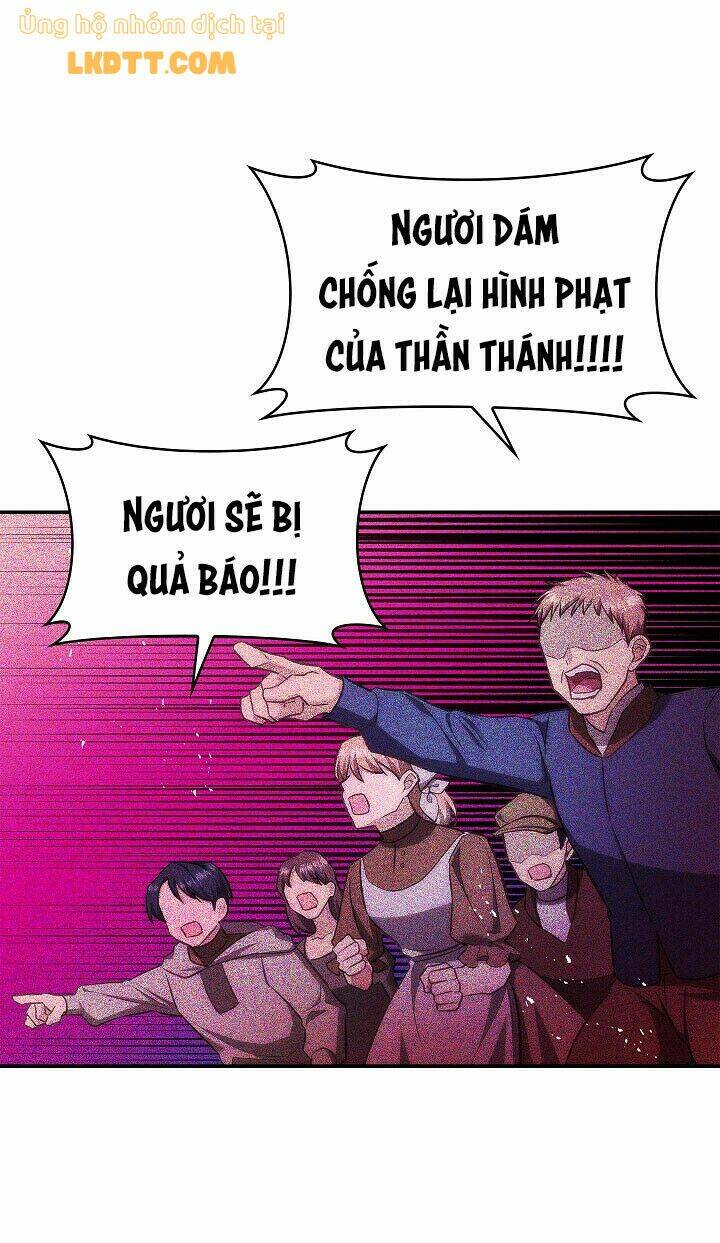 Ủng hộ nhóm dịch tại
LKDTT.COM
NGƯƠI DÁM
CHỐNG LẠI HÌNH PHẠT
CỦA THẦN THÁNH!!!!
NGƯƠI SẼ BỊ
QUẢ BÁO!!!